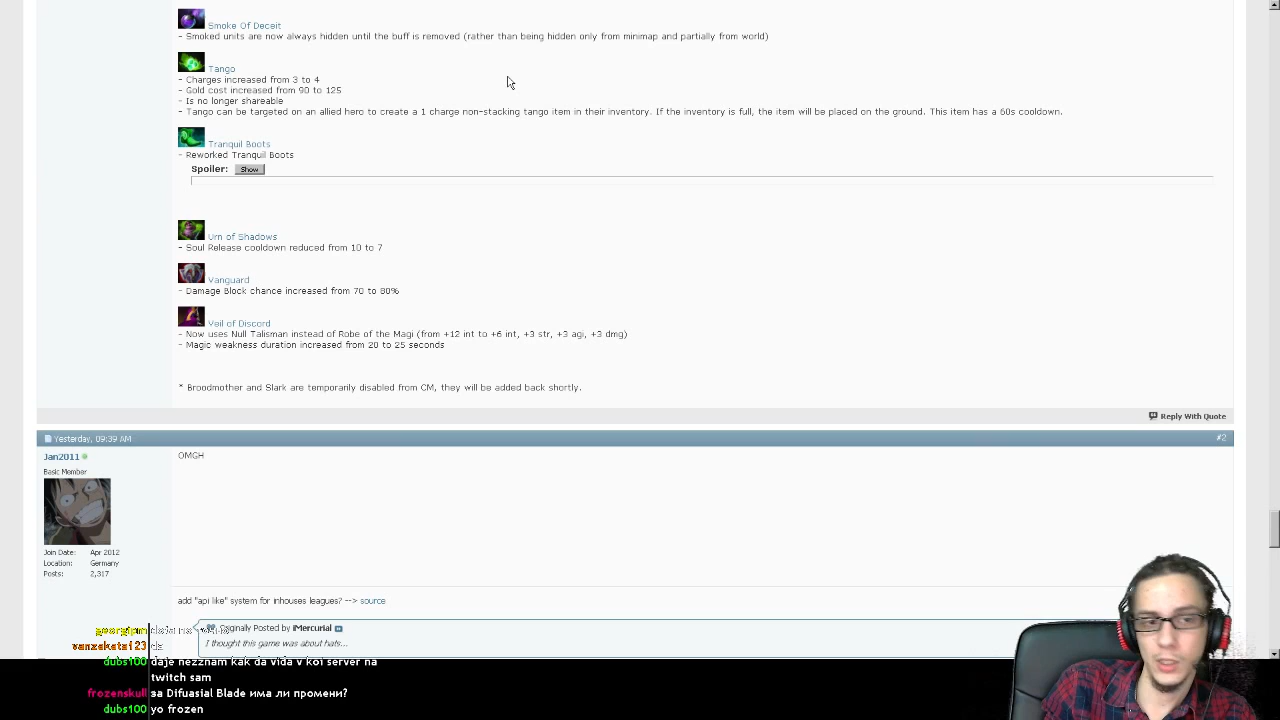 Smoke Of Deceit
- Smoked units are now always hidden until the buff is removed (rather than being hidden only from minimap and partially from world)
Tango
- Charges increased from 3 to 4
- Gold cost increased from 90 to 125
- Is no longer shareable
- Tango can be targeted on an allied hero to create a 1 charge non-stacking tango item in their inventory. If the inventory is full, the item will be placed on the ground. This item has a 60s cooldown.
Tranquil Boots
- Reworked Tranquil Boots
Spoiler: Show
Urn of Shadows
- Soul Release cooldown reduced from 10 to 7
Vanguard
- Damage Block chance increased from 70 to 80%
Veil of Discord
- Now uses Null Talisman instead of Robe of the Magi (from +12 int to +6 int, +3 str, +3 agi, +3 dmg)
- Magic weakness duration increased from 20 to 25 seconds
* Broodmother and Slark are temporarily disabled from CM, they will be added back shortly.
Reply With Quote
Yesterday, 09:39 AM #2
Jan2011 OMGH
Basic Member
Join Date: Apr 2012
Location: Germany
Posts: 2,317
add "api like" system for inhouses leagues? --> source
Originally Posted by iMercurial
I thought this game was about hats...
vanzekatai23
dubs100 daje nezznam kak da vida v koi server na
twitch sam
frozenskull за Difuasial Blade има ли промени?
dubs100 yo frozen